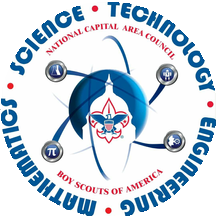 SCIENCE • TECHNOLOGY • ENGINEERING • MATHEMATICS •
NATIONAL CAPITAL AREA COUNCIL
π
BOY SCOUTS OF AMERICA